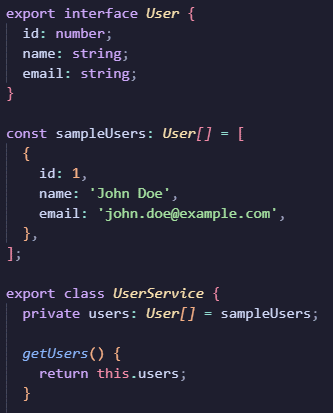 export interface User {
  id: number;
  name: string;
  email: string;
}

const sampleUsers: User[] = [
  {
    id: 1,
    name: 'John Doe',
    email: 'john.doe@example.com',
  },
];

export class UserService {
  private users: User[] = sampleUsers;

  getUsers() {
    return this.users;
  }